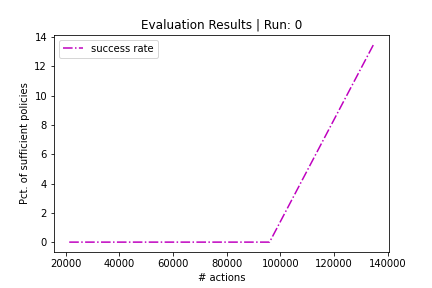 Evaluation Results | Run: 0
success rate
Pct. of sufficient policies
14
12
10
8
6
4
2
0
20000 40000 60000 80000 100000 120000 140000
# actions